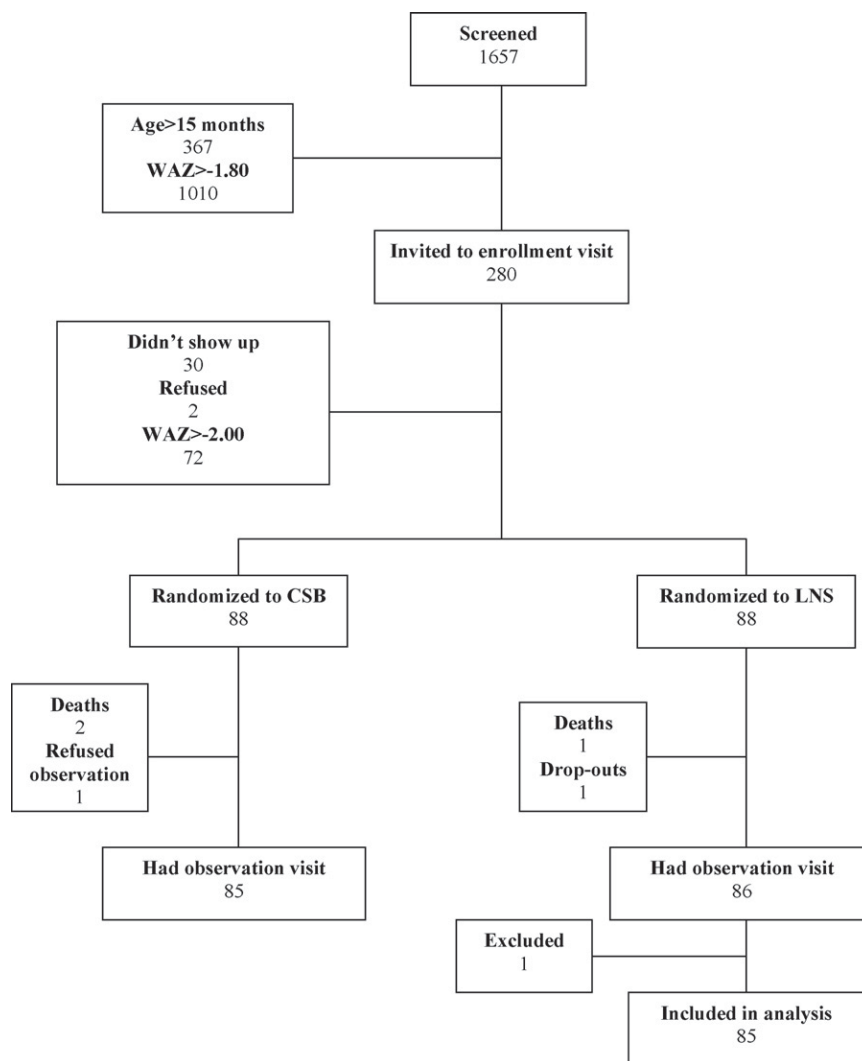 Screened
1657
Age>15 months
367
WAZ>-1.80
1010
Invited to enrollment visit
280
Didn't show up
30
Refused
2
WAZ>-2.00
72
Randomized to CSB
88
Randomized to LNS
88
Deaths
2
Refused
observation
1
Deaths
1
Drop-outs
1
Had observation visit
85
Had observation visit
86
Excluded
1
Included in analysis
85